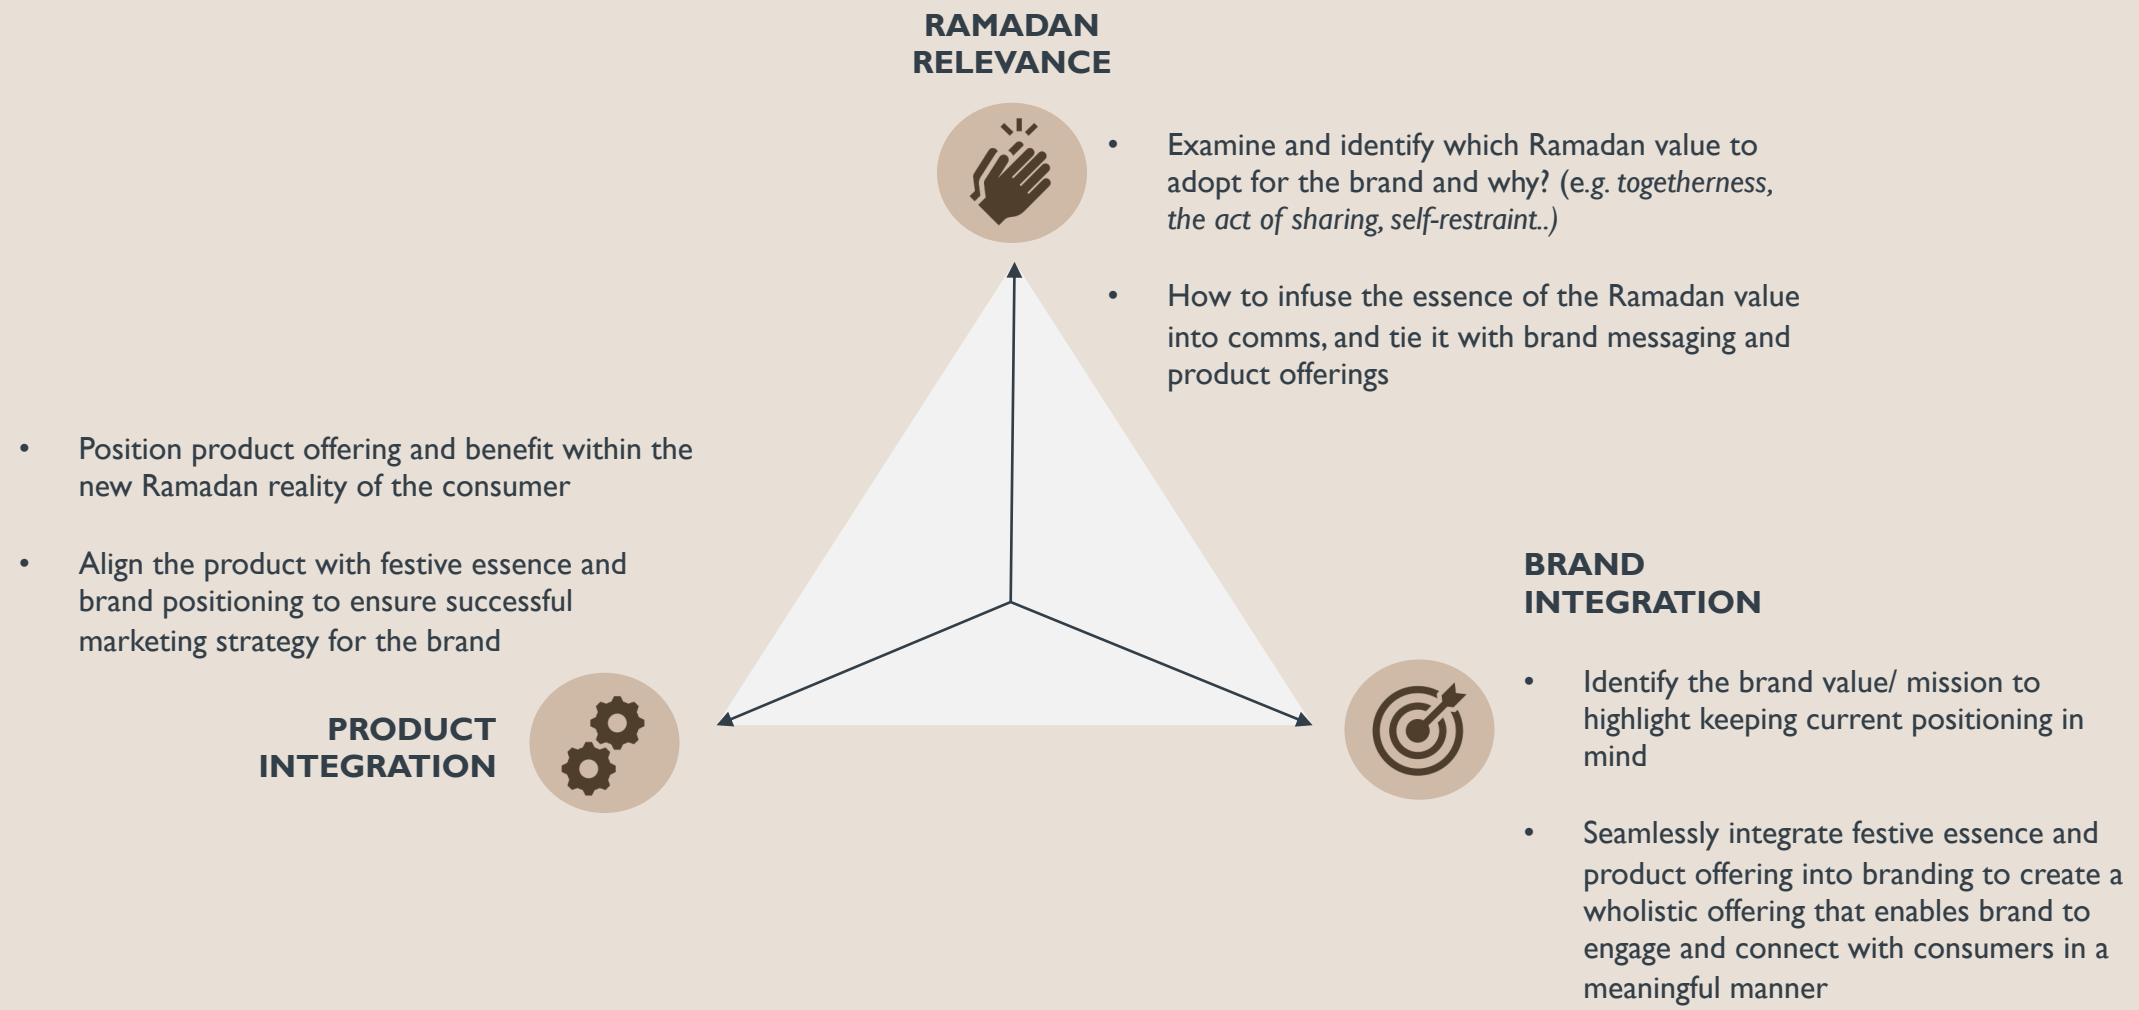 RAMADAN
RELEVANCE
• Examine and identify which Ramadan value to
adopt for the brand and why? (e.g. togetherness,
the act of sharing, self-restraint..)
• How to infuse the essence of the Ramadan value
into comms, and tie it with brand messaging and
product offerings
• Position product offering and benefit within the
new Ramadan reality of the consumer
• Align the product with festive essence and
brand positioning to ensure successful
marketing strategy for the brand
PRODUCT
INTEGRATION
BRAND
INTEGRATION
• Identify the brand value/ mission to
highlight keeping current positioning in
mind
• Seamlessly integrate festive essence and
product offering into branding to create a
wholistic offering that enables brand to
engage and connect with consumers in a
meaningful manner